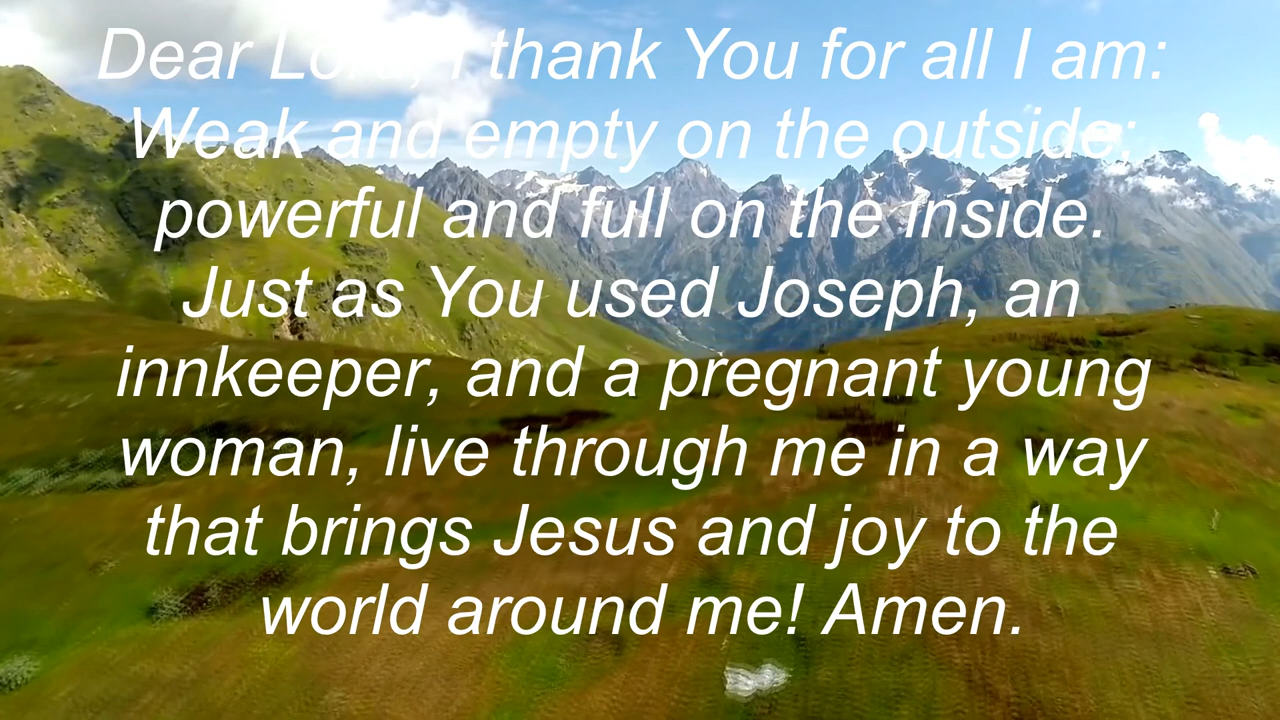 Dear Lord, I thank You for all I am:
Weak and empty on the outside;
powerful and full on the inside.
Just as You used Joseph, an
innkeeper, and a pregnant young
woman, live through me in a way
that brings Jesus and joy to the
world around me! Amen.